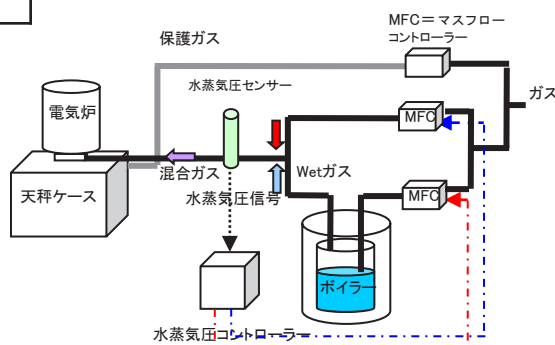 MFC＝マスフロー
コントローラー
保護ガス
水蒸気圧センサー
ガス
電気炉
MFC
混合ガス
Wetガス
天秤ケース
水蒸気圧信号
MFC
ボイラー
水蒸気圧コントローラー